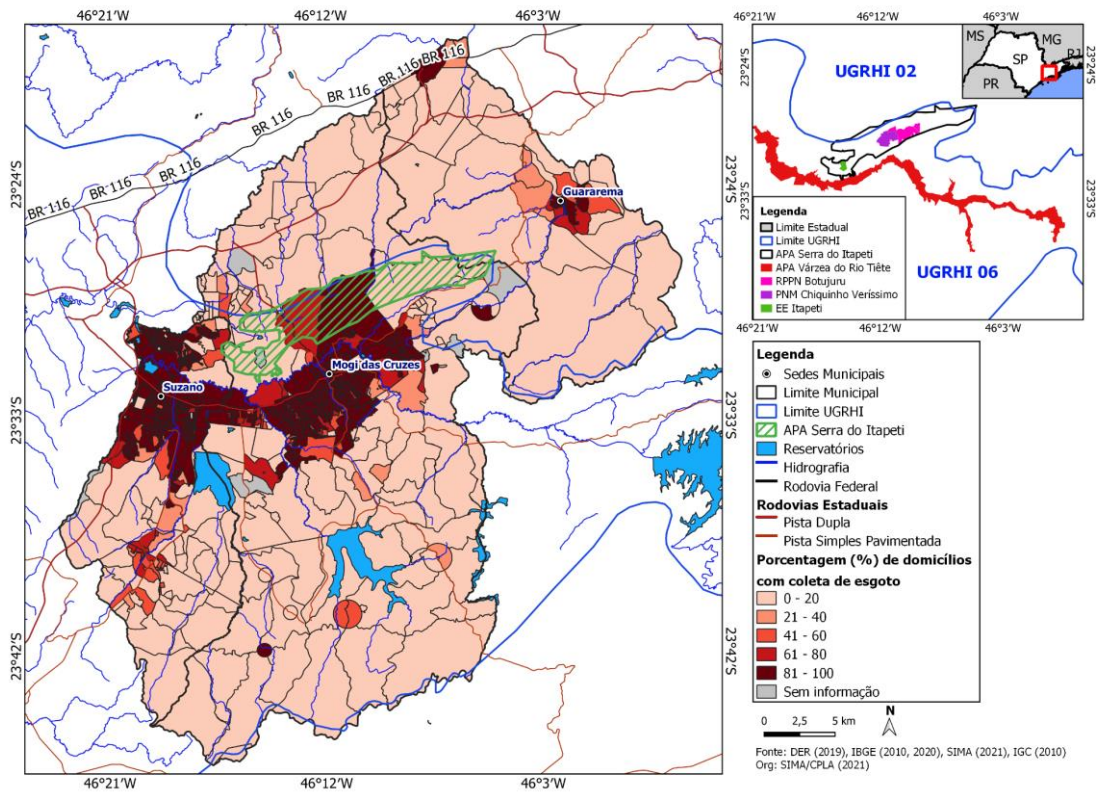 46°21'W
46°12'W
46°3'W
23°24'S
23°33'S
23°42'S
BR 116
BR 116
BR 116
BR 116
BR 116
BR 116
BR 116
Guararema
Mogi das Cruzes
Suzano
23°24'S
23°33'S
23°42'S
46°21'W
46°12'W
46°3'W
46°21'W
46°12'W
46°3'W
MS
MG
RJ
SP
PR
UGRHI 02
23°24'S
23°24'S
23°33'S
23°33'S
Legenda
Limite Estadual
Limite UGRHI
APA Serra do Itapeti
APA Várzea do Rio Tiête
RPPN Botujuru
PNM Chiquinho Veríssimo
EE Itapeti
UGRHI 06
46°21'W
46°12'W
46°3'W
Legenda
Sedes Municipais
Limite Municipal
Limite UGRHI
APA Serra do Itapeti
Reservatórios
Hidrografia
Rodovia Federal
Rodovias Estaduais
Pista Dupla
Pista Simples Pavimentada
Porcentagem (%) de domicílios
com coleta de esgoto
0 - 20
21 - 40
41 - 60
61 - 80
81 - 100
Sem informação
0 2,5 5 km
N
Fonte: DER (2019), IBGE (2010, 2020), SIMA (2021), IGC (2010)
Org: SIMA/CPLA (2021)